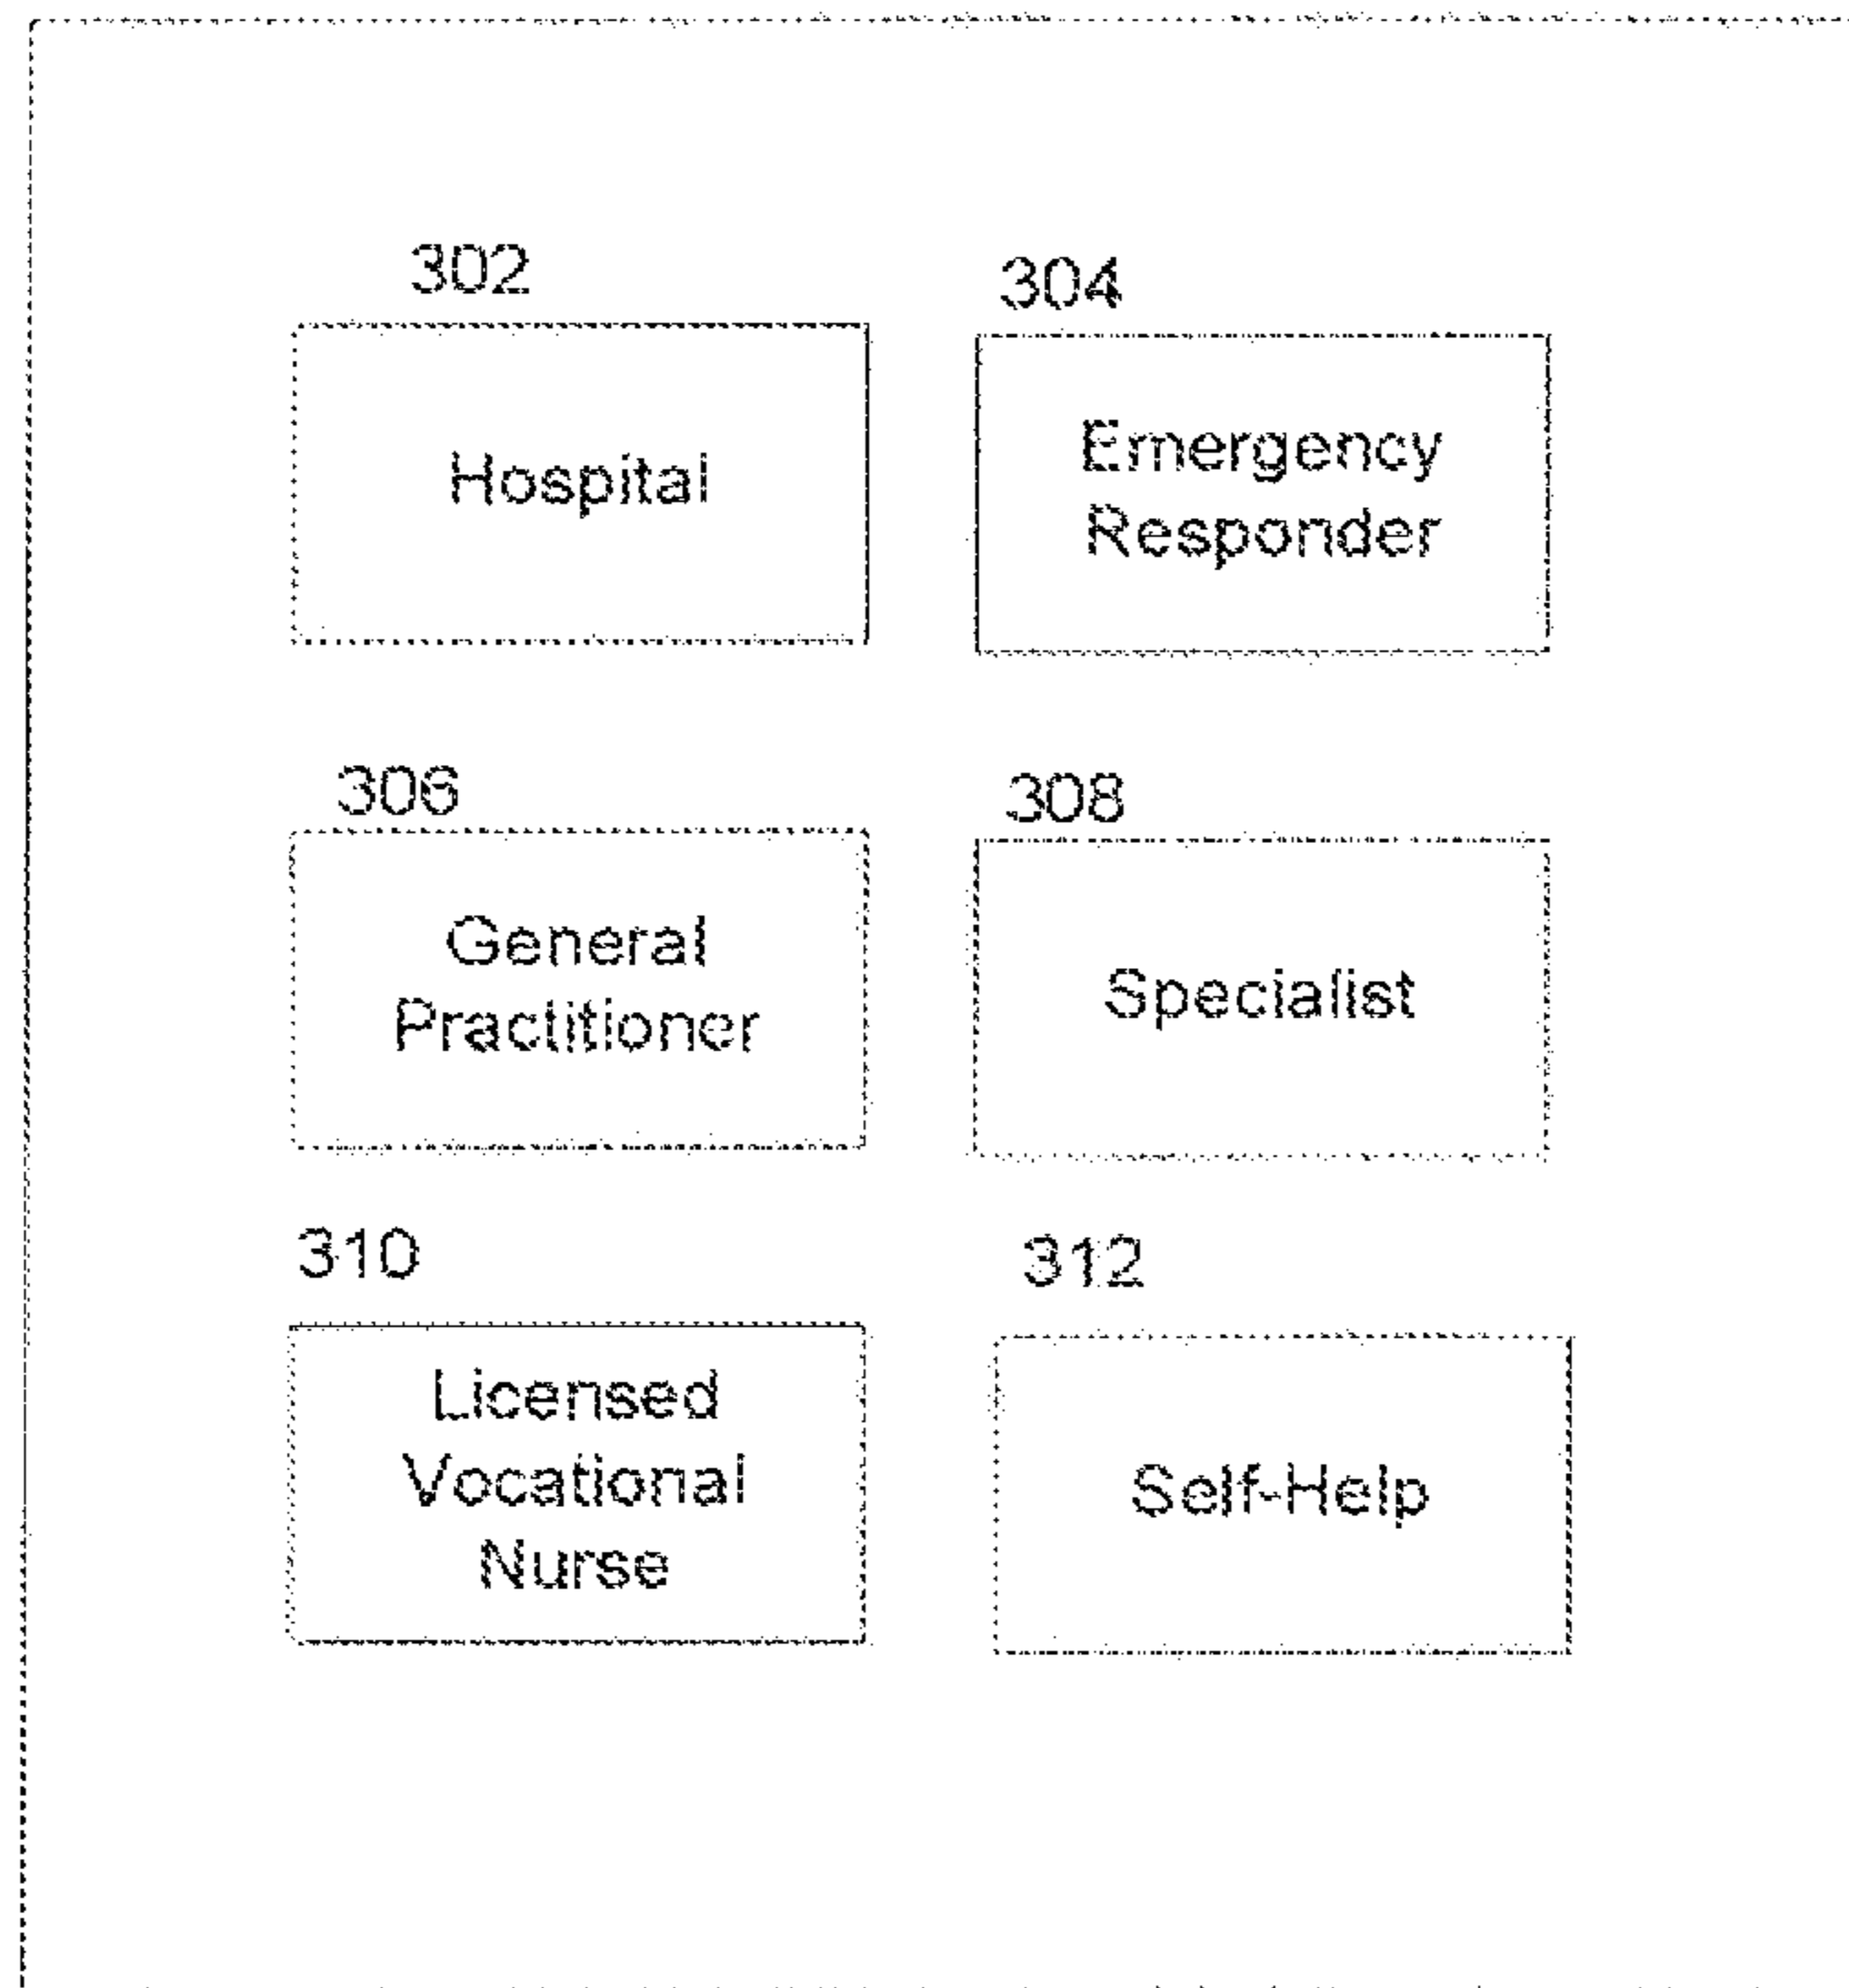 302
304
Hospital
Emergency
Responder
306
308
General
Practitioner
Specialist
310
312
Licensed
Vocational
Nurse
Self-Help